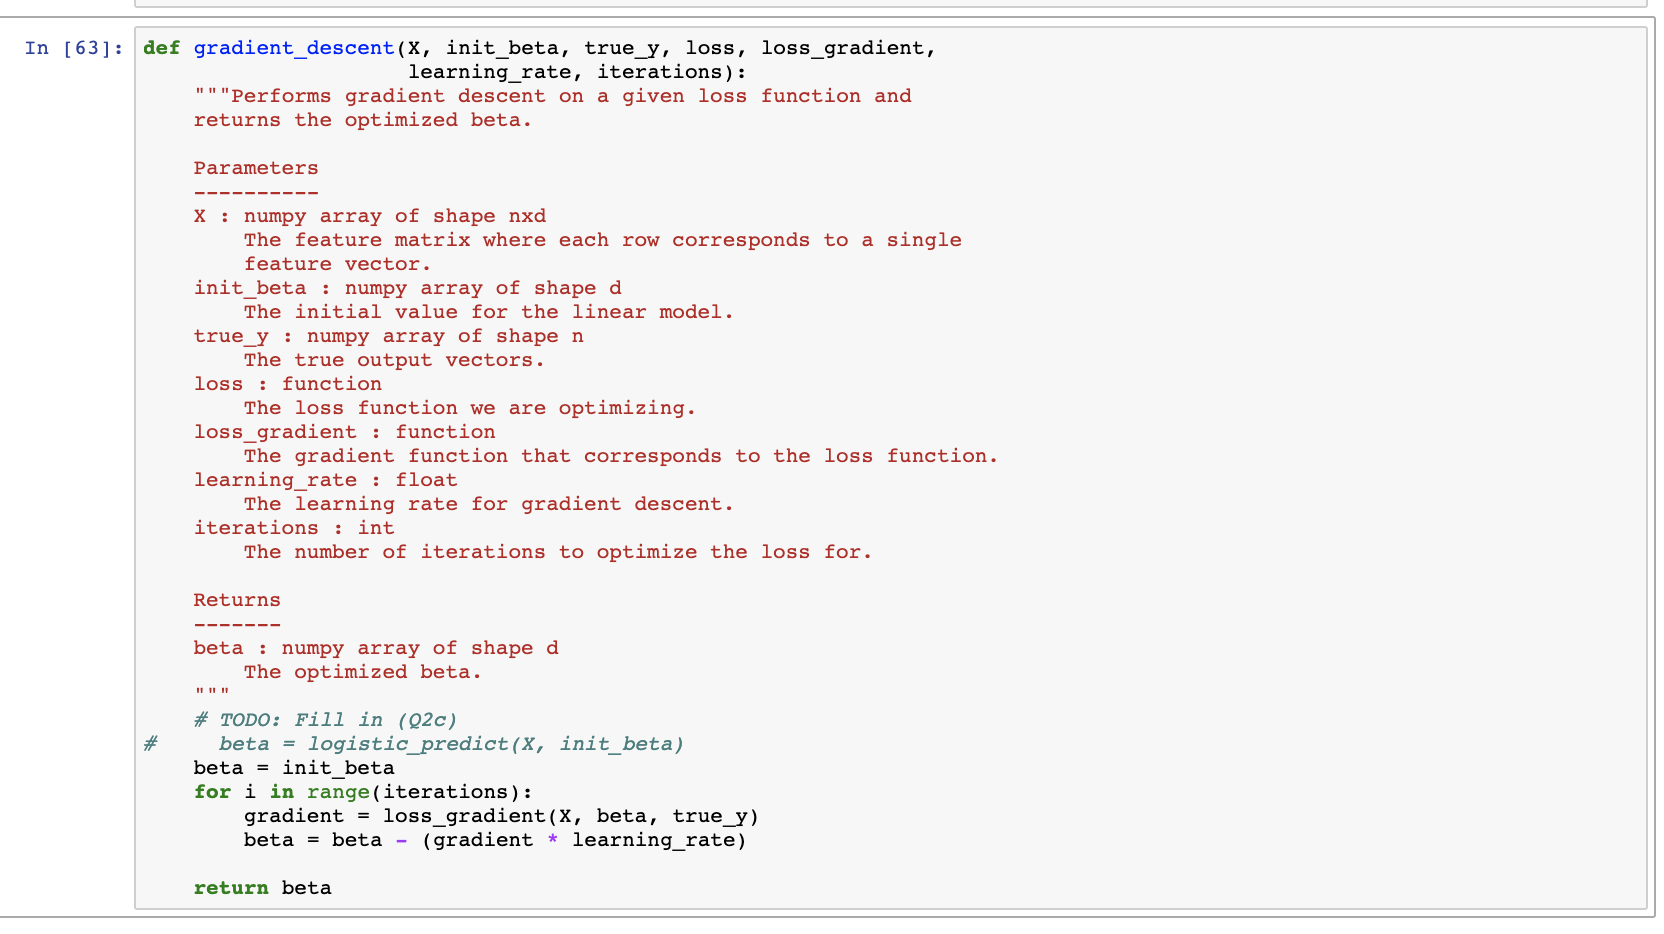 In [63]: def gradient_descent(X, init_beta, true_y, loss, loss_gradient,
                     learning_rate, iterations):
    """Performs gradient descent on a given loss function and
    returns the optimized beta.

    Parameters
    ----------
    X : numpy array of shape nxd
        The feature matrix where each row corresponds to a single
        feature vector.
    init_beta : numpy array of shape d
        The initial value for the linear model.
    true_y : numpy array of shape n
        The true output vectors.
    loss : function
        The loss function we are optimizing.
    loss_gradient : function
        The gradient function that corresponds to the loss function.
    learning_rate : float
        The learning rate for gradient descent.
    iterations : int
        The number of iterations to optimize the loss for.

    Returns
    -------
    beta : numpy array of shape d
        The optimized beta.
    """
    # TODO: Fill in (Q2c)
#     beta = logistic_predict(X, init_beta)
    beta = init_beta
    for i in range(iterations):
        gradient = loss_gradient(X, beta, true_y)
        beta = beta - (gradient * learning_rate)

    return beta